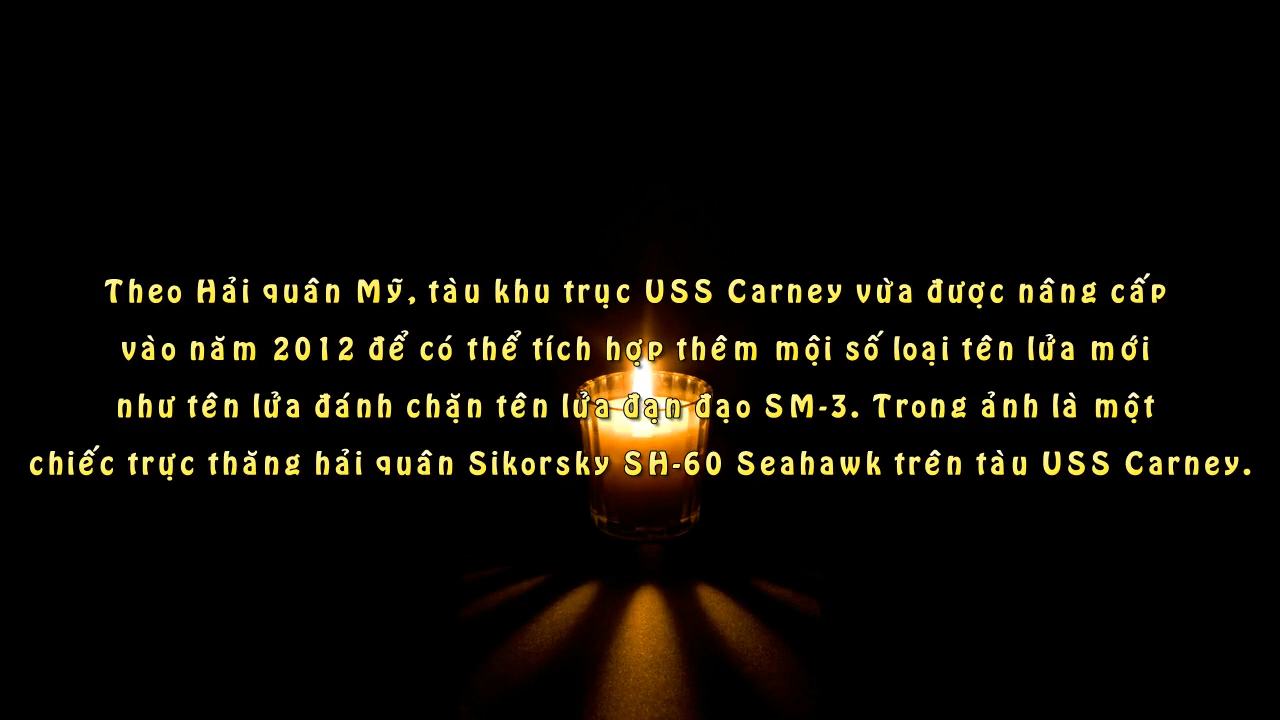 Theo Hải quân Mỹ, tàu khu trục USS Carney vừa được nâng cấp
vào năm 2012 để có thể tích hợp thêm mội số loại tên lửa mới
như tên lửa đánh chặn tên lửa đạn đạo SM-3. Trong ảnh là một
chiếc trực thăng hải quân Sikorsky SH-60 Seahawk trên tàu USS Carney.